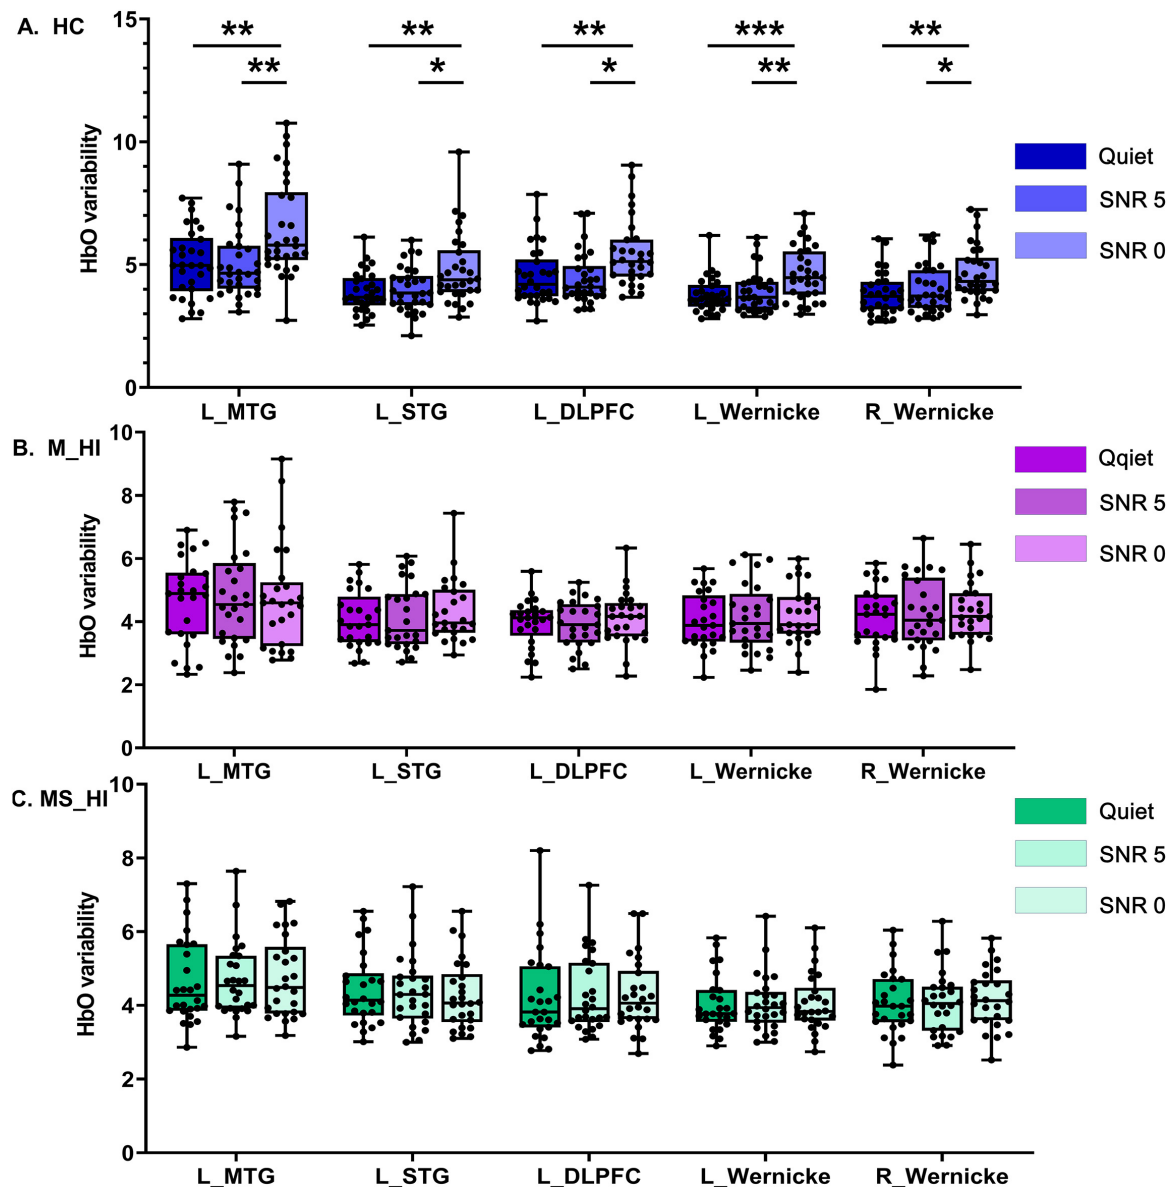 A. HC
15
10
5
0
HbO variability
** ** ** *** **
** * * ** *
L_MTG L_STG L_DLPFC L_Wernicke R_Wernicke
Quiet
SNR 5
SNR 0
B. M_HI
10
8
6
4
2
0
HbO variability
L_MTG L_STG L_DLPFC L_Wernicke R_Wernicke
Qqiet
SNR 5
SNR 0
C. MS_HI
10
8
6
4
2
0
HbO variability
L_MTG L_STG L_DLPFC L_Wernicke R_Wernicke
Quiet
SNR 5
SNR 0